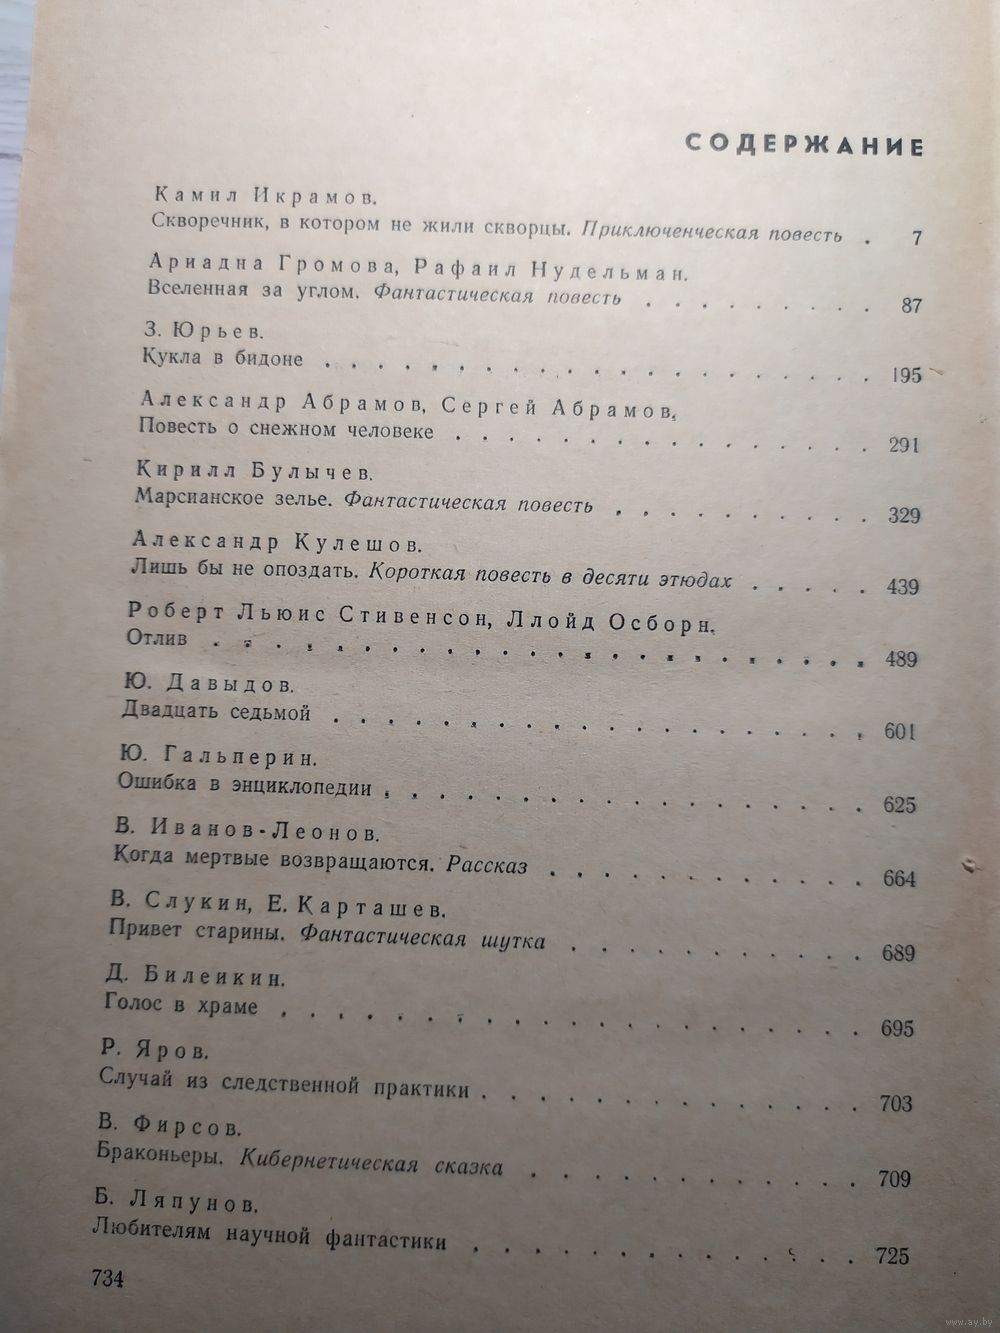 СОДЕРЖАНИЕ
Камил Икрамов.
Скворечник, в котором не жили скворцы. Приключенческая повесть . 7
Ариадна Громова, Рафаил Нудельман.
Вселенная за углом. Фантастическая повесть . . . . . . . . . 87
З. Юрьев.
Кукла в бидоне . . . . . . . . . . . . . . . . . . . . 195
Александр Абрамов, Сергей Абрамов.
Повесть о снежном человеке . . . . . . . . . . . . . . . 291
Кирилл Булычев.
Марсианское зелье. Фантастическая повесть . . . . . . . . . . 329
Александр Кулешов.
Лишь бы не опоздать. Короткая повесть в десяти этюдах . . . . . 439
Роберт Льюис Стивенсон, Ллойд Осборн.
Отлив . . . . . . . . . . . . . . . . . . . . . . . . 489
Ю. Давыдов.
Двадцать седьмой . . . . . . . . . . . . . . . . . . . . 601
Ю. Гальперин.
Ошибка в энциклопедии . . . . . . . . . . . . . . . . . . 625
В. Иванов-Леонов.
Когда мертвые возвращаются. Рассказ . . . . . . . . . . . . 664
В. Слукин, Е. Карташев.
Привет старины. Фантастическая шутка . . . . . . . . . . . 689
Д. Билейкин.
Голос в храме . . . . . . . . . . . . . . . . . . . . . 695
Р. Яров.
Случай из следственной практики . . . . . . . . . . . . . . 703
В. Фирсов.
Браконьеры. Кибернетическая сказка . . . . . . . . . . . . 709
Б. Ляпунов.
Любителям научной фантастики . . . . . . . . . . . . . . 725
734
www.ay.by